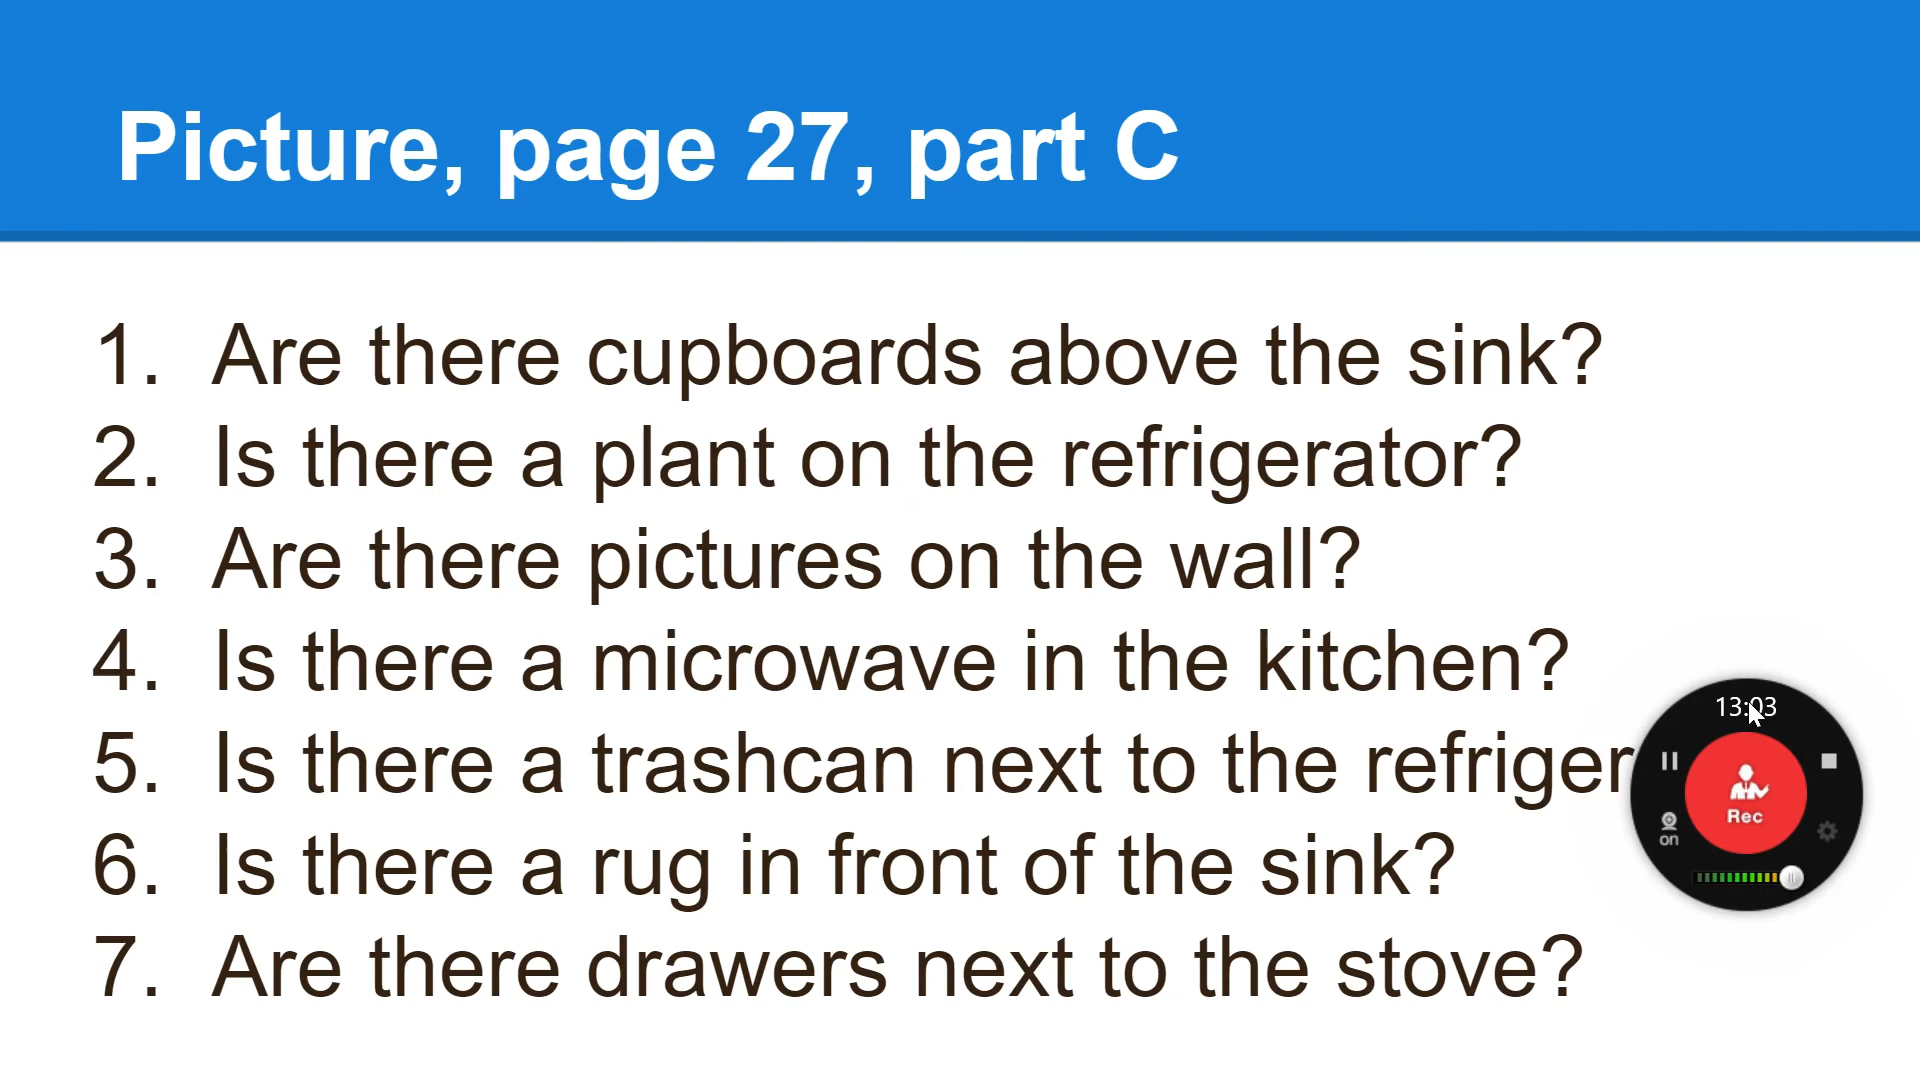 Picture, page 27, part C
1. Are there cupboards above the sink?
2. Is there a plant on the refrigerator?
3. Are there pictures on the wall?
4. Is there a microwave in the kitchen?
13:03
5. Is there a trashcan next to the
Rec
on
6. Is there a rug in front of the sink?
7. Are there drawers next to the stove?